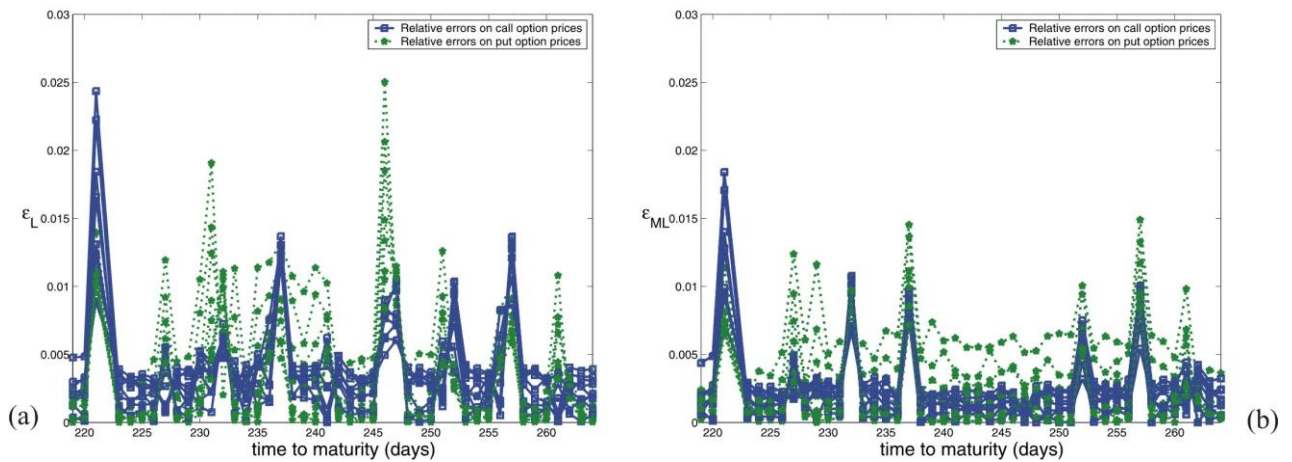 0.03
Relative errors on call option prices
Relative errors on put option prices
0.025
0.02
0.015
ε_L
0.01
0.005
0
220 225 230 235 240 245 250 255 260
time to maturity (days)
(a)
0.03
Relative errors on call option prices
Relative errors on put option prices
0.025
0.02
0.015
ε_ML
0.01
0.005
0
220 225 230 235 240 245 250 255 260
time to maturity (days)
(b)